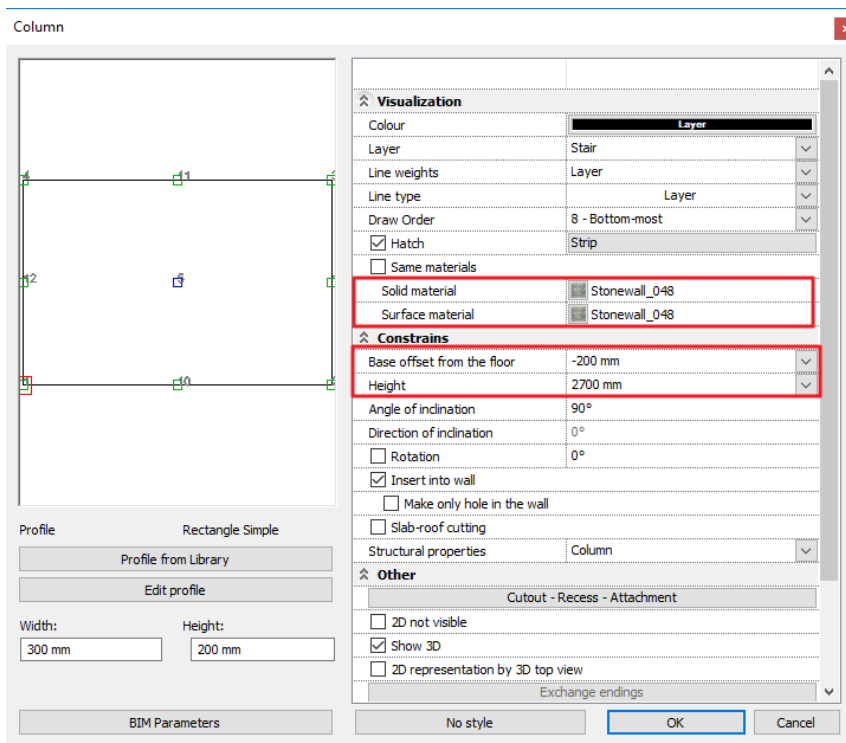 Column
x
Visualization
Colour Layer
Layer Stair
Line weights Layer
Line type Layer
Draw Order 8 - Bottom-most
Hatch Strip
Same materials
Solid material Stonewall_048
Surface material Stonewall_048
Constrains
Base offset from the floor -200 mm
Height 2700 mm
Angle of inclination 90°
Direction of inclination 0°
Rotation 0°
Insert into wall
Make only hole in the wall
Slab-roof cutting
Structural properties Column
Other
Cutout - Recess - Attachment
2D not visible
Show 3D
2D representation by 3D top view
Exchange endings
11
12
5
10
Profile Rectangle Simple
Profile from Library
Edit profile
Width: Height:
300 mm 200 mm
BIM Parameters No style OK Cancel